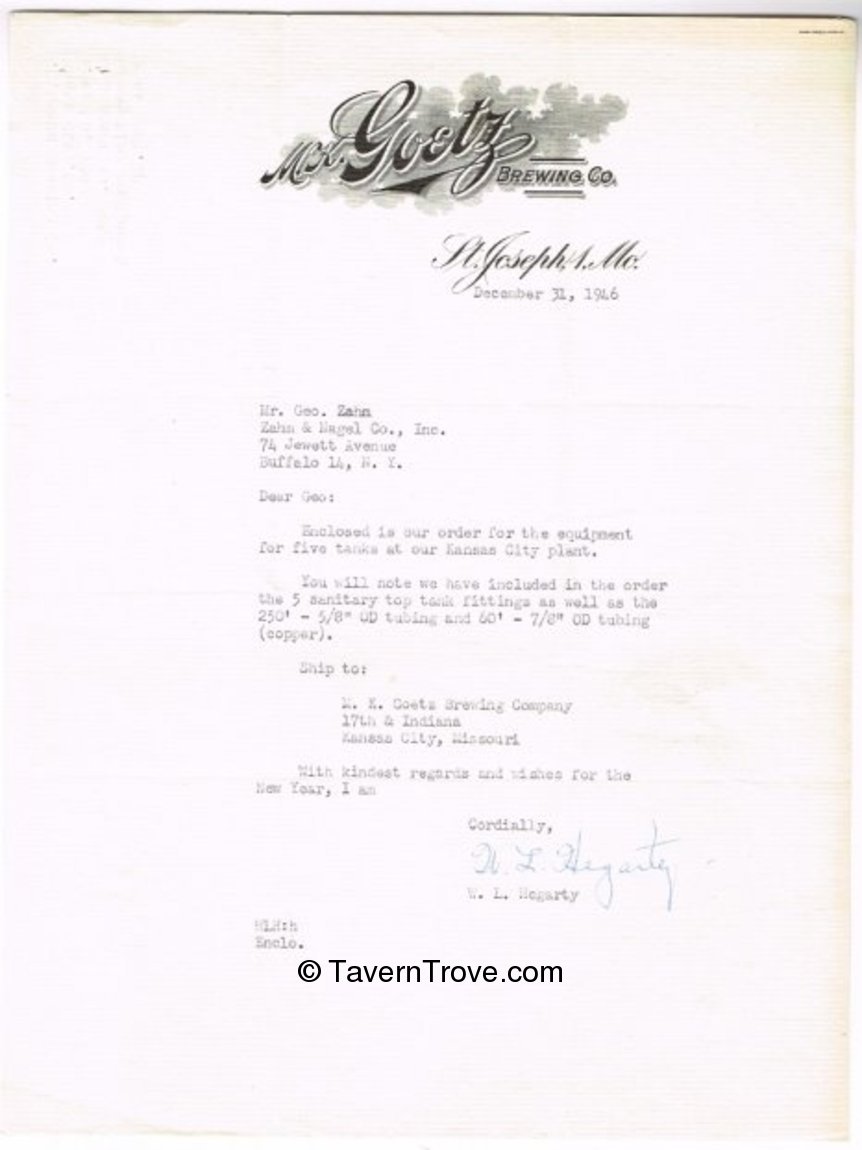 M.K. Goetz
BREWING CO.
St. Joseph, 1. Mo.
December 31, 1946
Mr. Geo. Zahn
Zahn & Nagel Co., Inc.
74 Jewett Avenue
Buffalo 14, N. Y.
Dear Geo:
Enclosed is our order for the equipment
for five tanks at our Kansas City plant.
You will note we have included in the order
the 5 sanitary top tank fittings as well as the
250' - 5/8" OD tubing and 60' - 7/8" OD tubing
(copper).
Ship to:
M. K. Goetz Brewing Company
17th & Indiana
Kansas City, Missouri
With kindest regards and wishes for the
New Year, I am
Cordially,
W. L. Hegarty
W. L. Hegarty
WLH:h
Enclo.
© TavernTrove.com